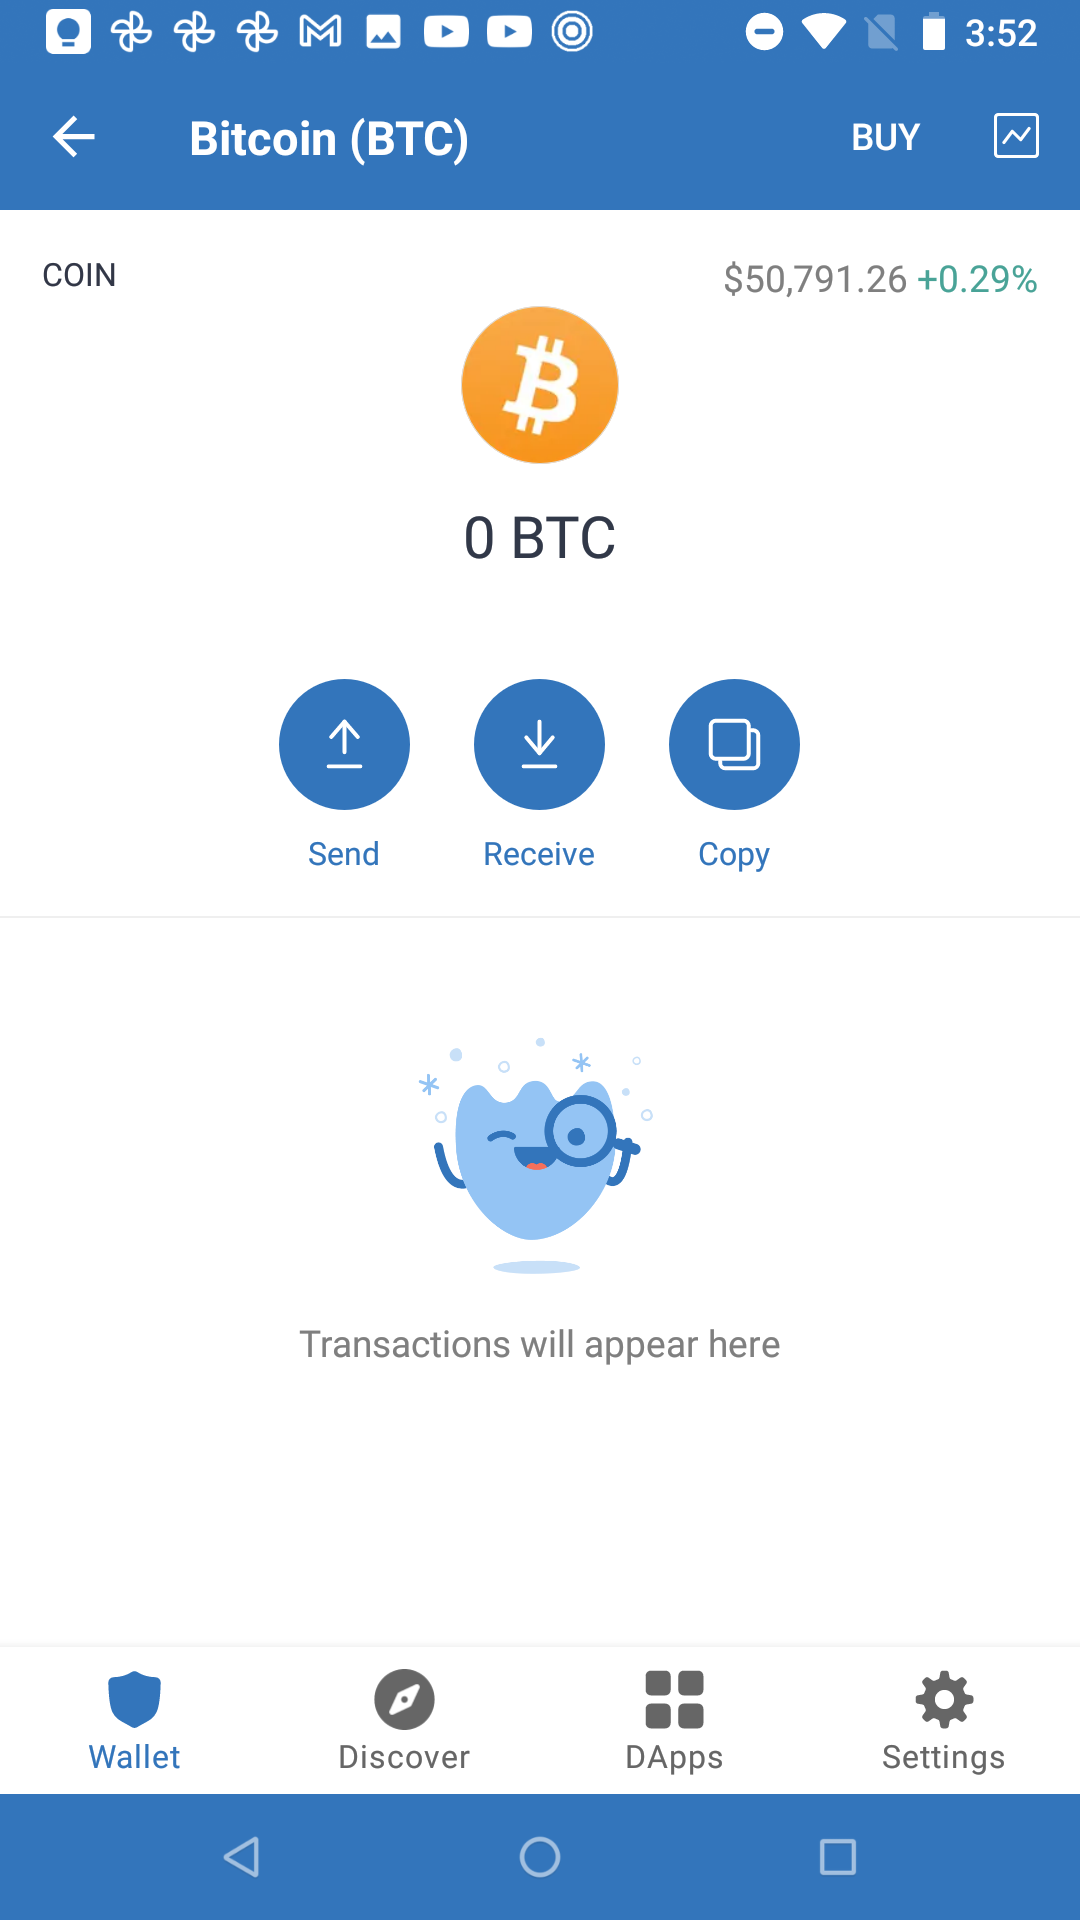 3:52
Bitcoin (BTC)
BUY
COIN
$50,791.26 +0.29%
0 BTC
Send
Receive
Copy
Transactions will appear here
Wallet
Discover
DApps
Settings